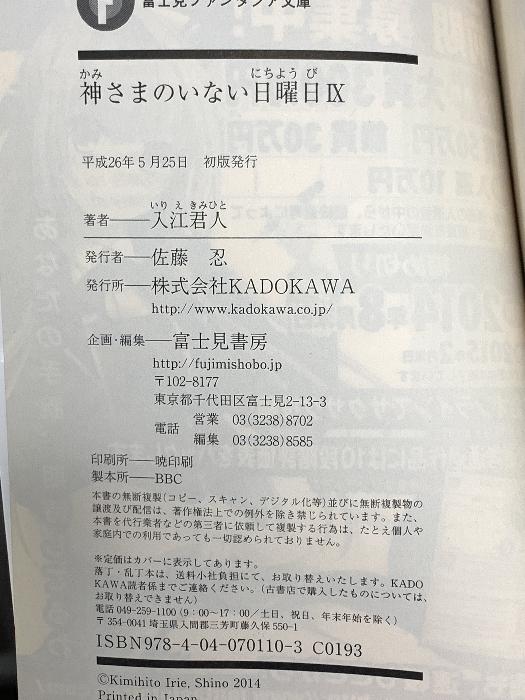 富士見ファンタジア文庫
かみ にちよう び
神さまのいない日曜日Ⅸ
平成26年5月25日 初版発行
いり え きみひと
著者――入江君人
発行者――佐藤 忍
発行所――株式会社KADOKAWA
http://www.kadokawa.co.jp/
企画・編集――富士見書房
http://fujimishobo.jp
〒102-8177
東京都千代田区富士見2-13-3
電話 営業 03(3238)8702
編集 03(3238)8585
印刷所――暁印刷
製本所――BBC
本書の無断複製(コピー、スキャン、デジタル化等)並びに無断複製物の
譲渡及び配信は、著作権法上での例外を除き禁じられています。また、
本書を代行業者などの第三者に依頼して複製する行為は、たとえ個人や
家庭内での利用であっても一切認められておりません。
※定価はカバーに表示してあります。
落丁・乱丁本は、送料小社負担にて、お取り替えいたします。KADO
KAWA読者係までご連絡ください。(古書店で購入したものについては、
お取り替えできません)
電話 049-259-1100(9:00~17:00/土日、祝日、年末年始を除く)
〒354-0041 埼玉県入間郡三芳町藤久保550-1
ISBN978-4-04-070110-3 C0193
©Kimihito Irie, Shino 2014
Printed in Japan